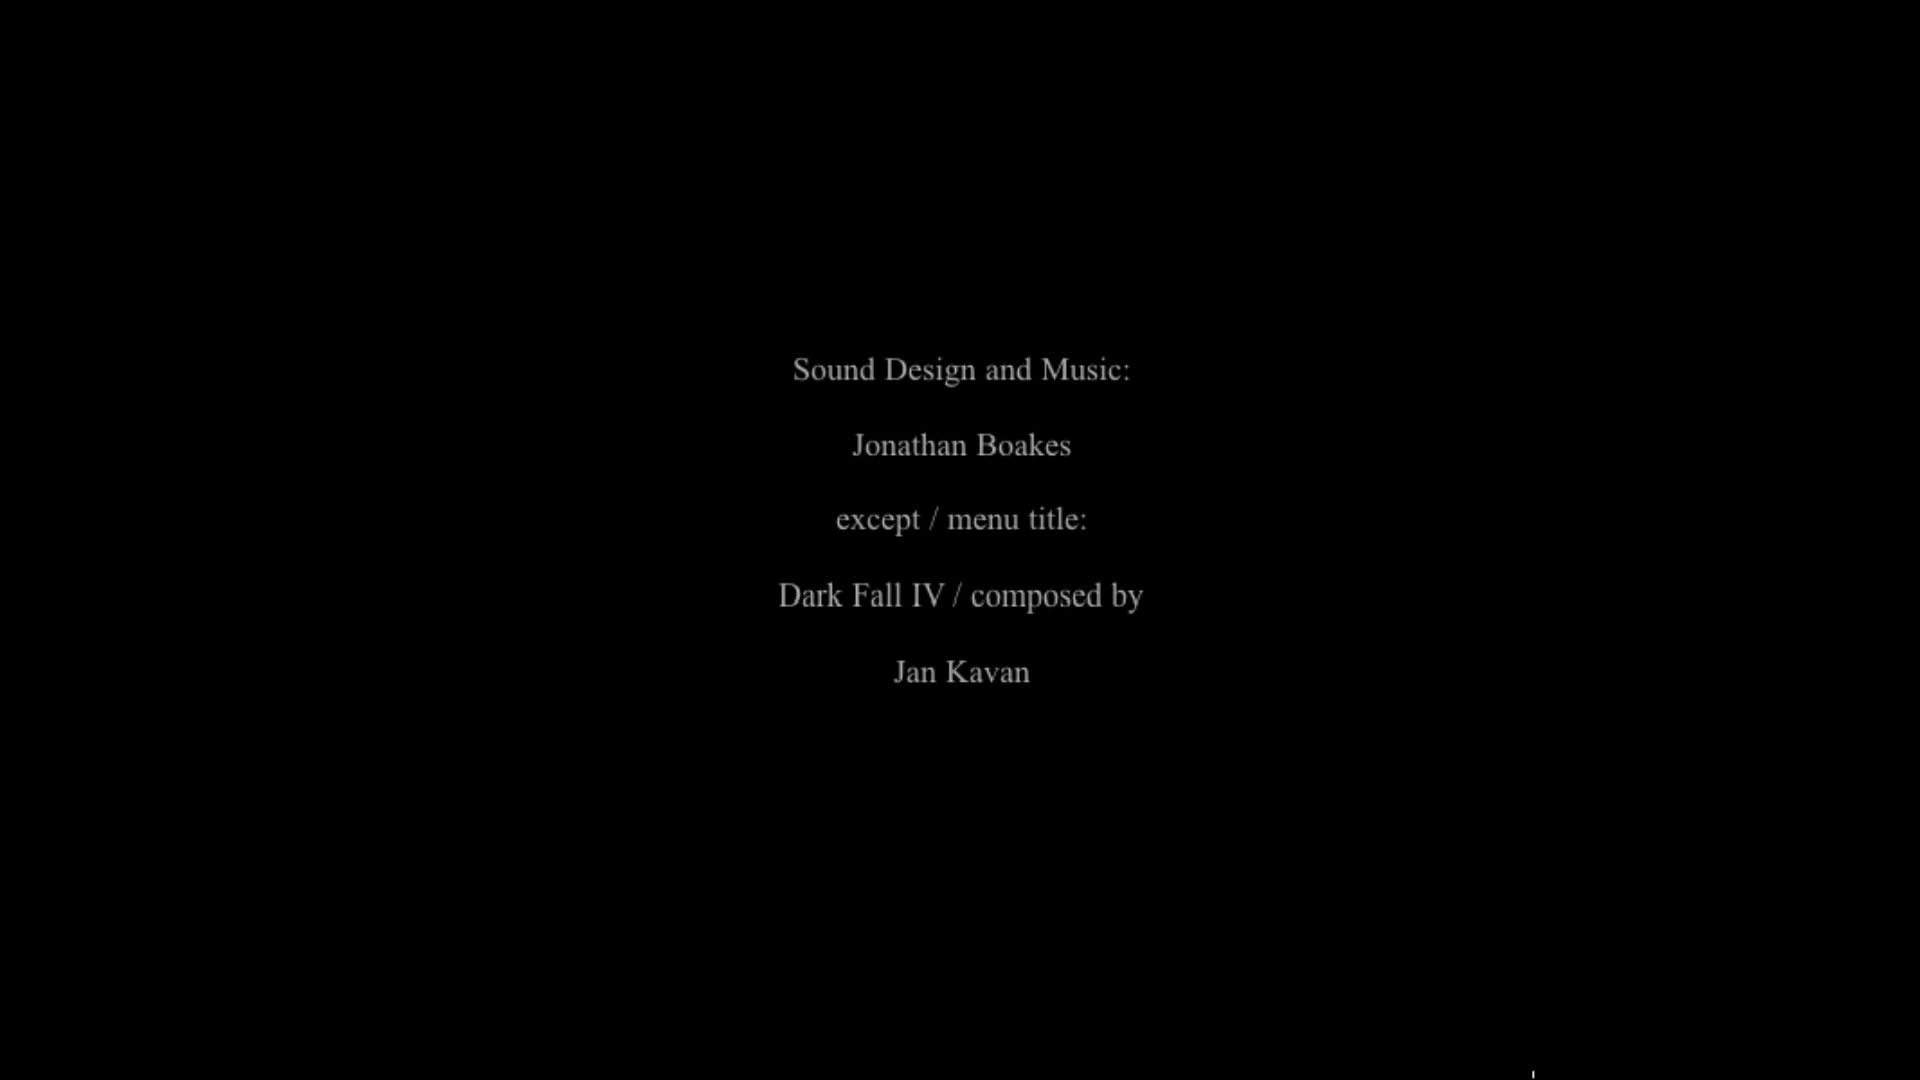 Sound Design and Music:
Jonathan Boakes
except / menu title:
Dark Fall IV / composed by
Jan Kavan